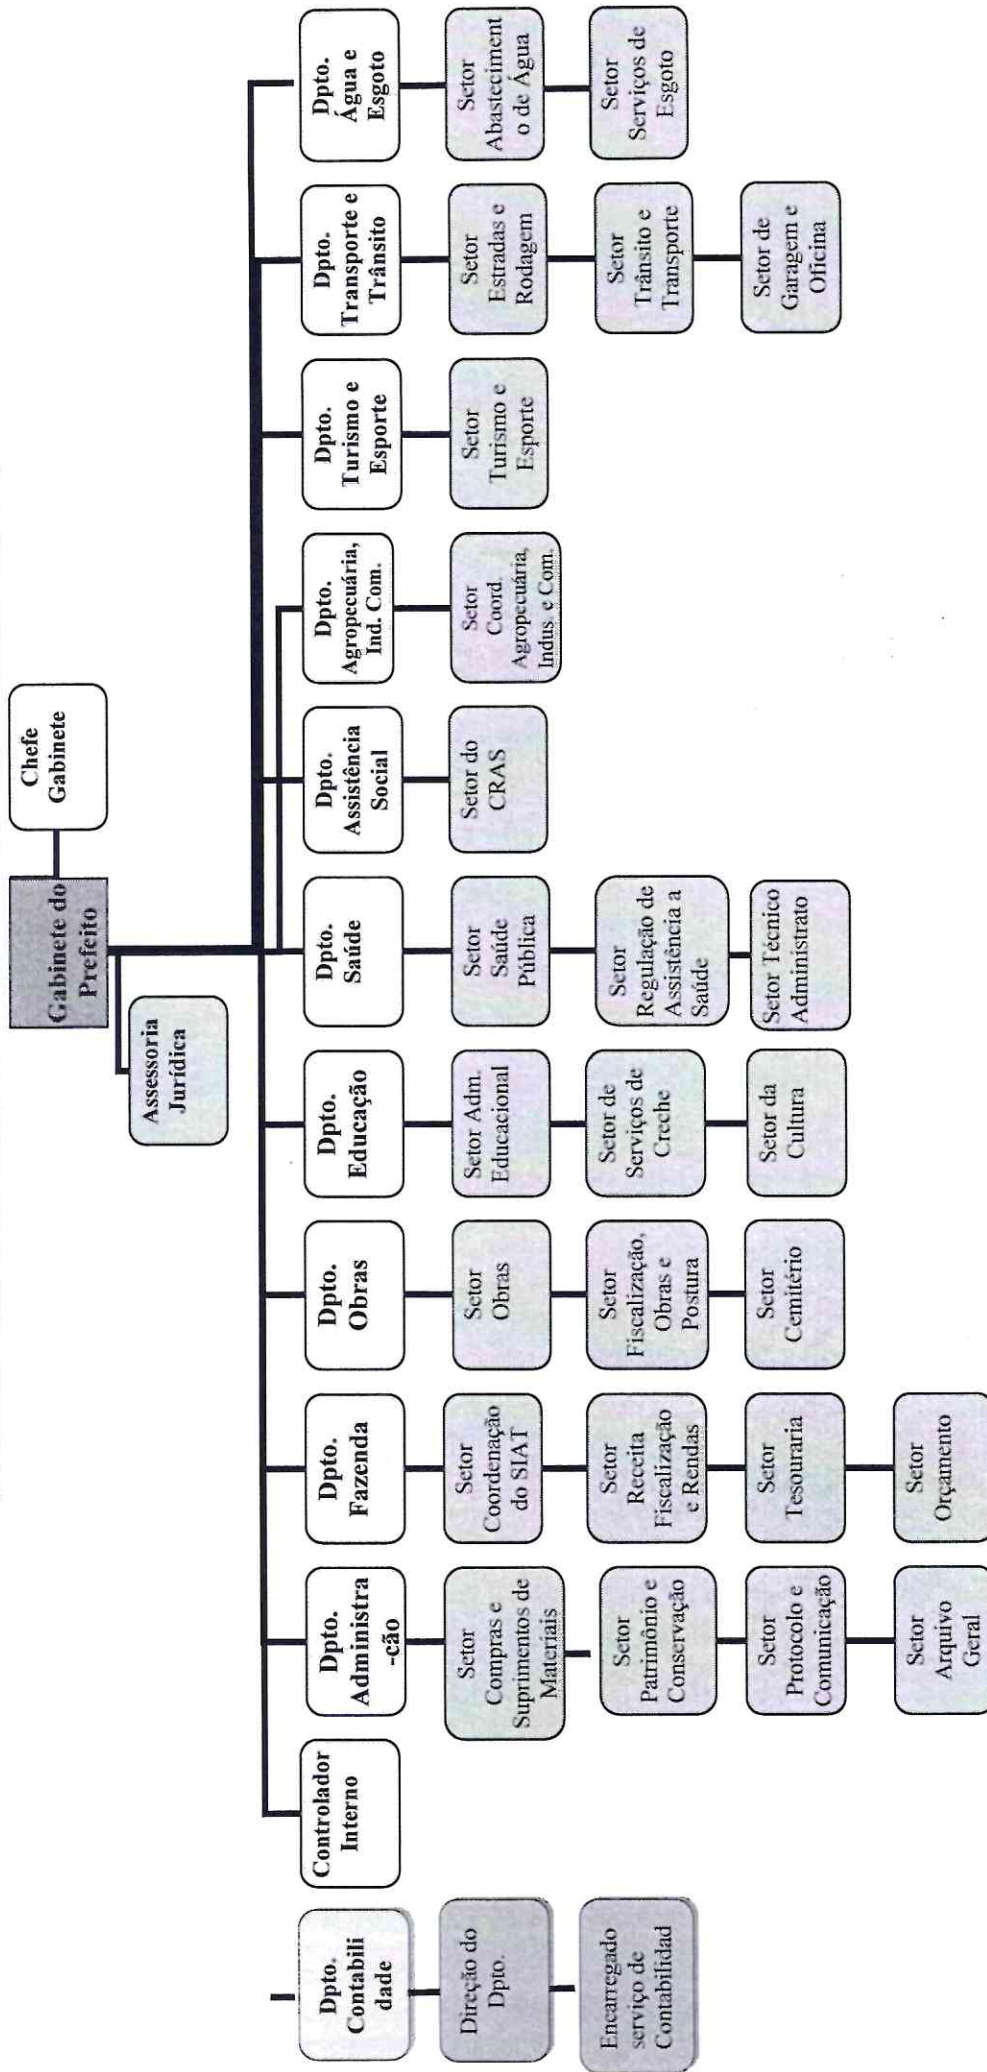 Gabinete do
Prefeito
Chefe
Gabinete
Assessoria
Jurídica
Dpto.
Contabili
dade
Direção do
Dpto.
Encarregado
serviço de
Contabilidad
Controlador
Interno
Dpto.
Administra
-cão
Setor
Compras e
Suprimentos de
Materiais
Setor
Patrimônio e
Conservação
Setor
Protocolo e
Comunicação
Setor
Arquivo
Geral
Dpto.
Fazenda
Setor
Coordenação
do SIAT
Setor
Receita
Fiscalização
e Rendas
Setor
Tesouraria
Setor
Orçamento
Dpto.
Obras
Setor
Obras
Setor
Fiscalização,
Obras e
Postura
Setor
Cemitério
Dpto.
Educação
Setor Adm.
Educacional
Setor de
Serviços de
Creche
Setor da
Cultura
Dpto.
Saúde
Setor
Saúde
Pública
Setor
Regulação de
Assistência a
Saúde
Setor Técnico
Administrato
Dpto.
Assistência
Social
Setor do
CRAS
Dpto.
Agropecuária,
Ind. Com.
Setor
Coord.
Agropecuária,
Indus. e Com.
Dpto.
Turismo e
Esporte
Setor
Turismo e
Esporte
Dpto.
Transporte e
Trânsito
Setor
Estradas e
Rodagem
Setor
Trânsito e
Transporte
Setor de
Garagem e
Oficina
Dpto.
Água e
Esgoto
Setor
Abasteciment
o de Água
Setor
Serviços de
Esgoto